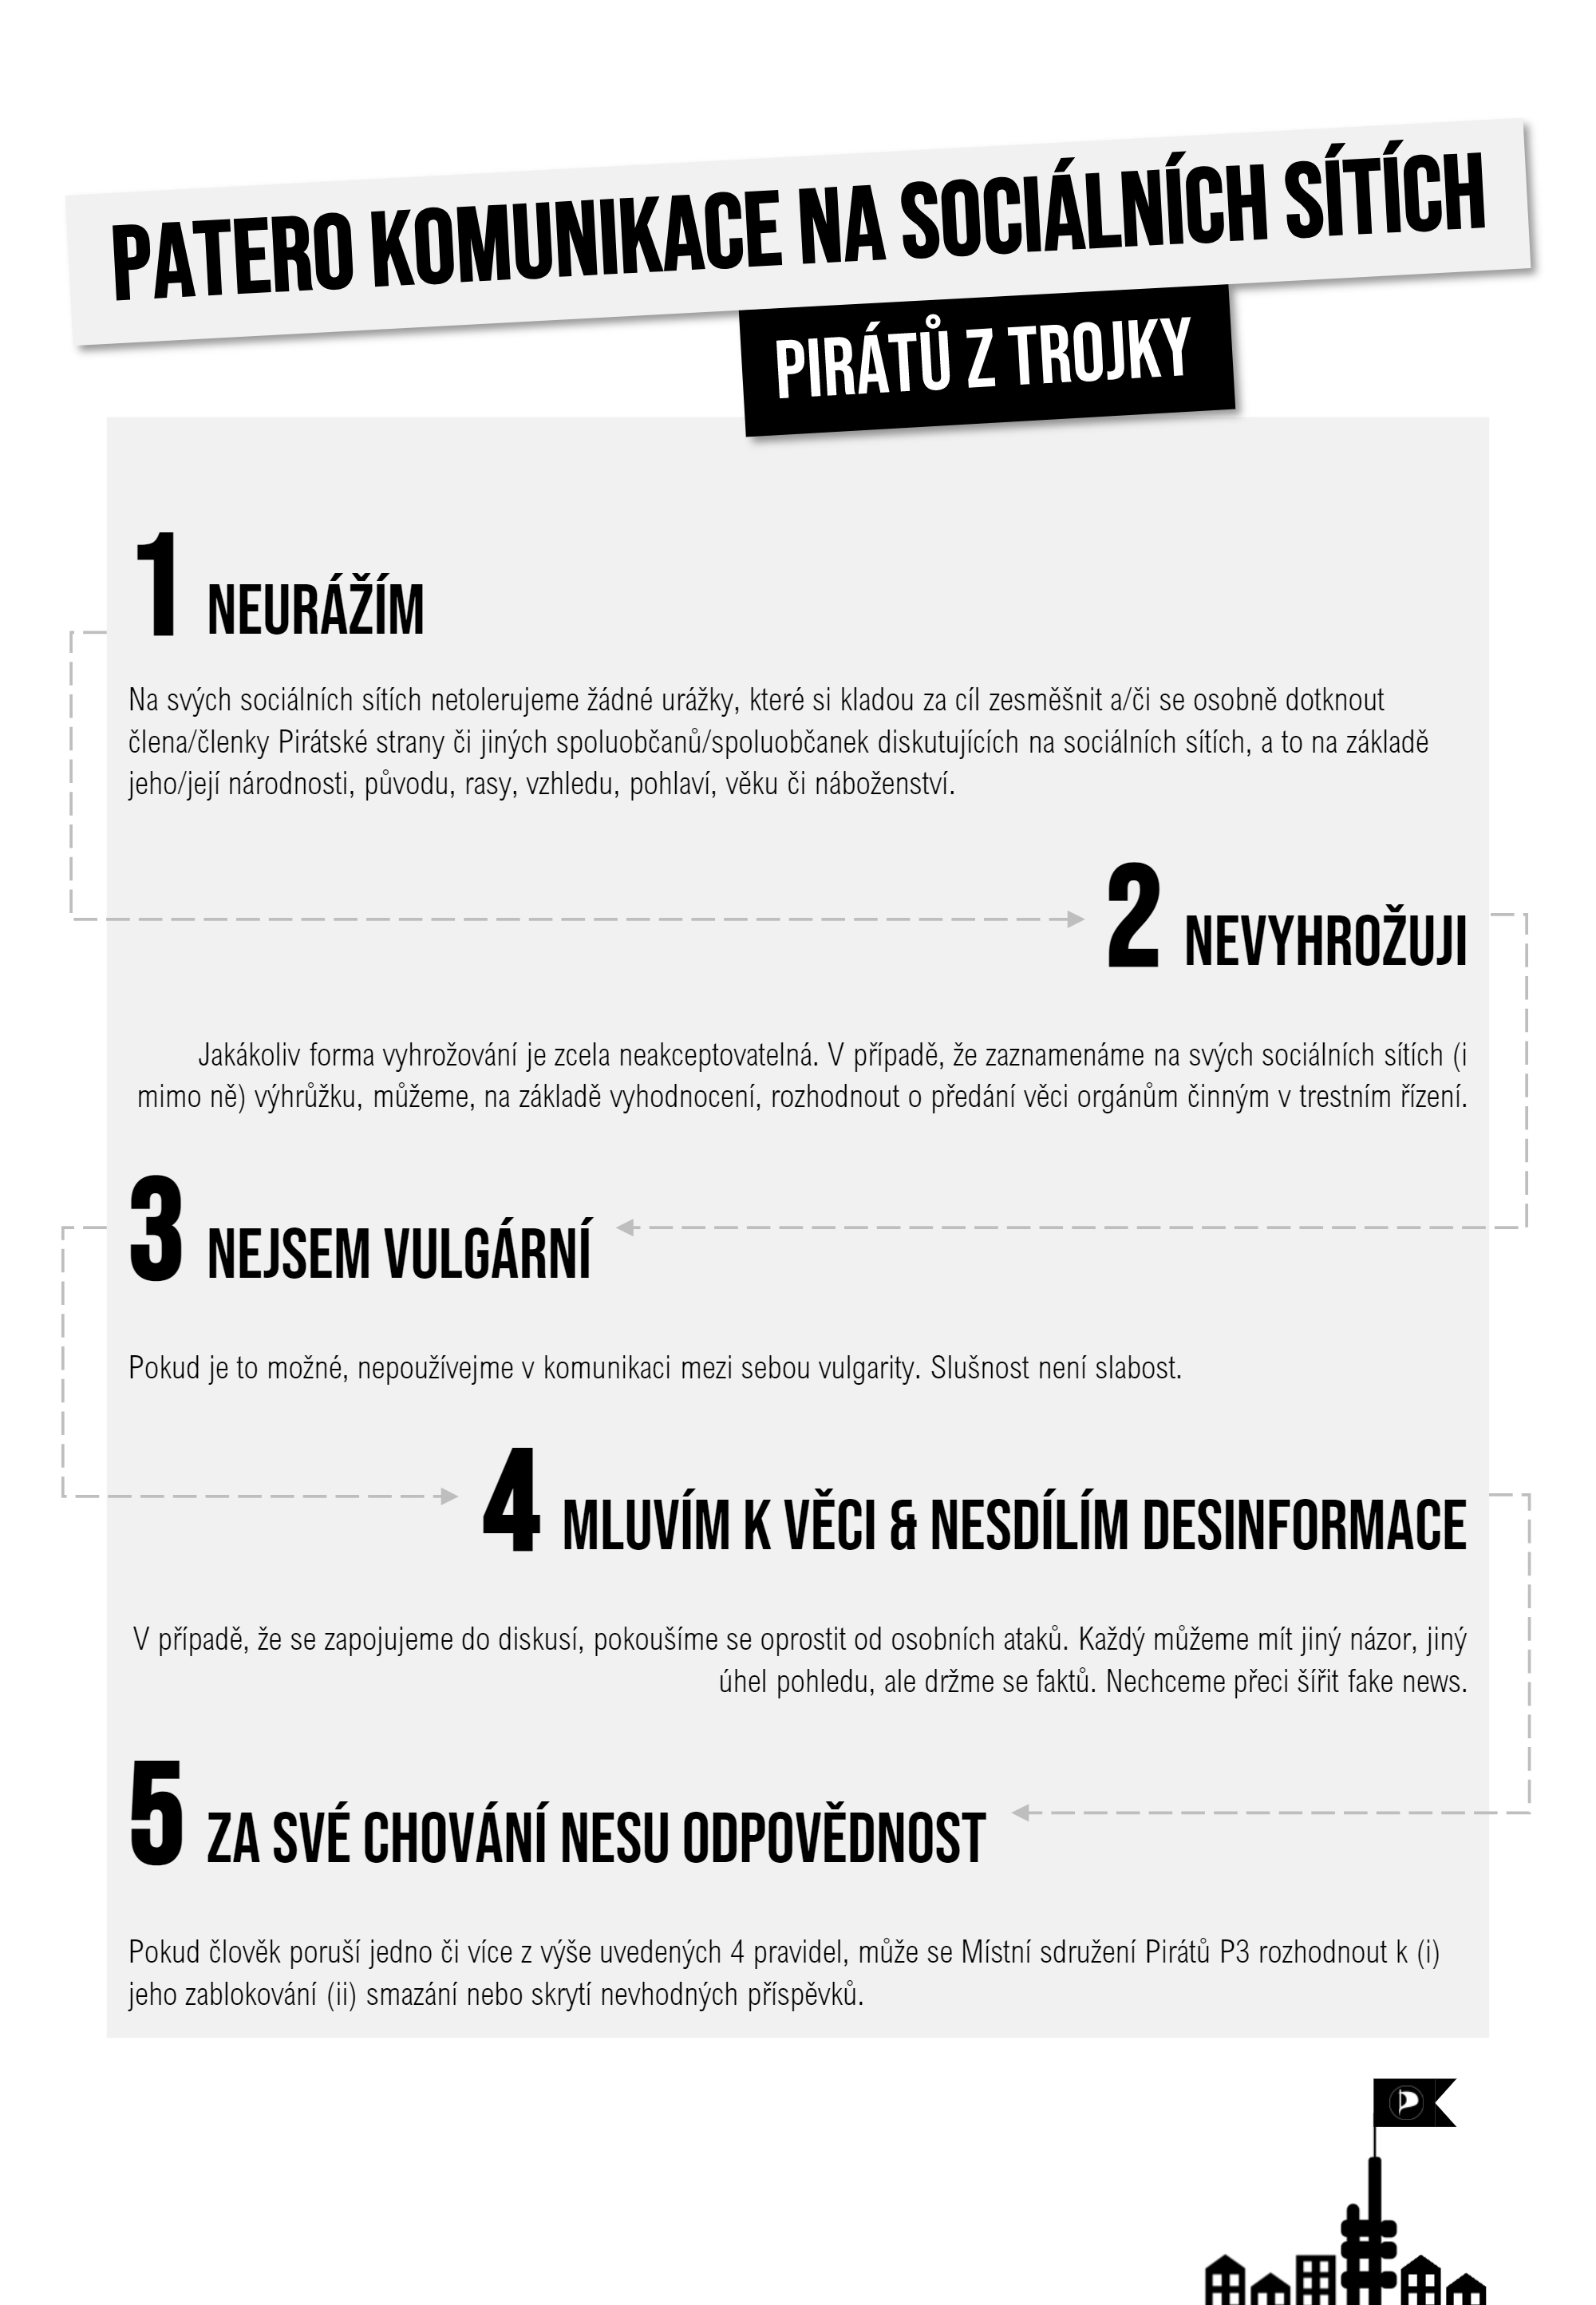 PATERO KOMUNIKACE NA SOCIÁLNÍCH SÍTÍCH
PIRÁTŮ Z TROJKY
1 NEURÁŽÍM
Na svých sociálních sítích netolerujeme žádné urážky, které si kladou za cíl zesměšnit a/či se osobně dotknout
člena/členky Pirátské strany či jiných spoluobčanů/spoluobčanek diskutujících na sociálních sítích, a to na základě
jeho/její národnosti, původu, rasy, vzhledu, pohlaví, věku či náboženství.
2 NEVYHROŽUJI
Jakákoliv forma vyhrožování je zcela neakceptovatelná. V případě, že zaznamenáme na svých sociálních sítích (i
mimo ně) výhrůžku, můžeme, na základě vyhodnocení, rozhodnout o předání věci orgánům činným v trestním řízení.
3 NEJSEM VULGÁRNÍ
Pokud je to možné, nepoužívejme v komunikaci mezi sebou vulgarity. Slušnost není slabost.
4 MLUVÍM K VĚCI & NESDÍLÍM DESINFORMACE
V případě, že se zapojujeme do diskusí, pokoušíme se oprostit od osobních ataků. Každý můžeme mít jiný názor, jiný
úhel pohledu, ale držme se faktů. Nechceme přeci šířit fake news.
5 ZA SVÉ CHOVÁNÍ NESU ODPOVĚDNOST
Pokud člověk poruší jedno či více z výše uvedených 4 pravidel, může se Místní sdružení Pirátů P3 rozhodnout k (i)
jeho zablokování (ii) smazání nebo skrytí nevhodných příspěvků.